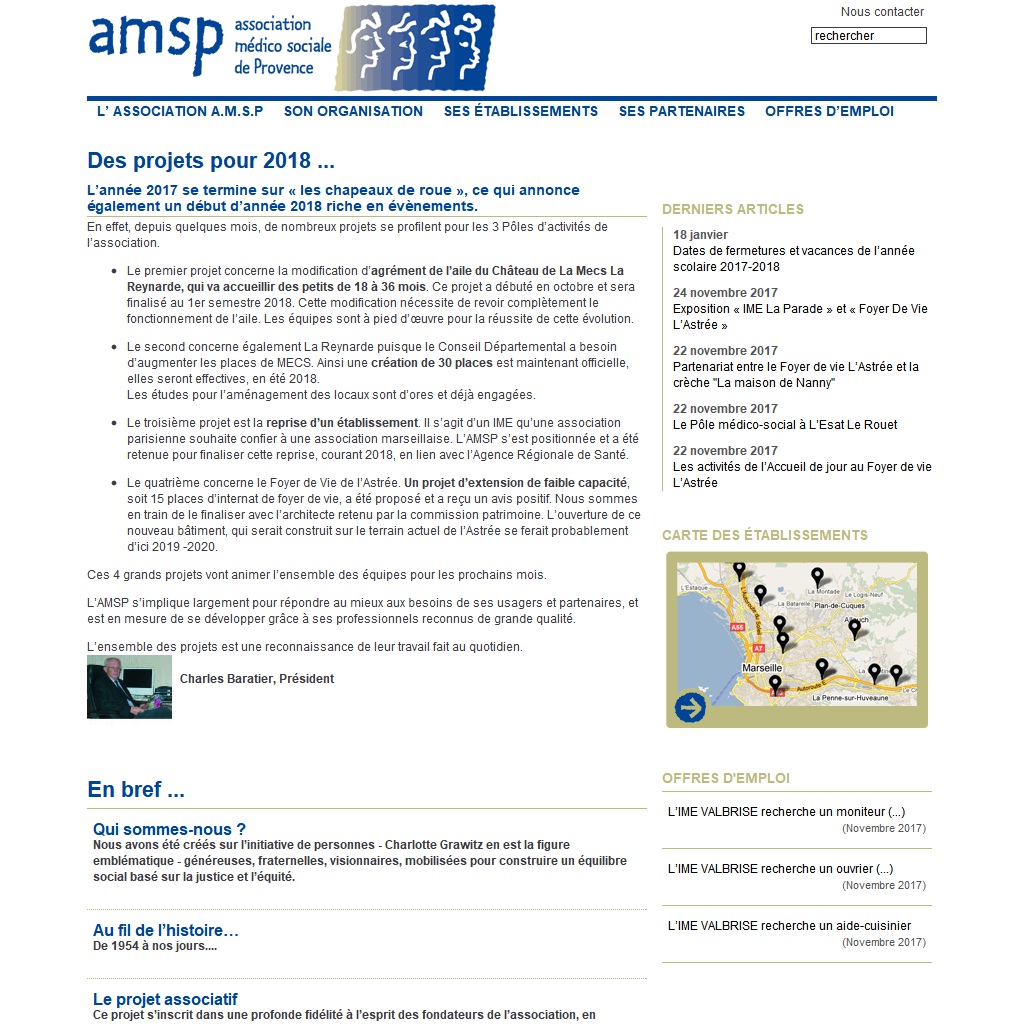 amsp
association
médico sociale
de Provence
Nous contacter
rechercher
L’ ASSOCIATION A.M.S.P
SON ORGANISATION
SES ÉTABLISSEMENTS
SES PARTENAIRES
OFFRES D’EMPLOI
Des projets pour 2018 ...
L’année 2017 se termine sur « les chapeaux de roue », ce qui annonce
également un début d’année 2018 riche en évènements.
En effet, depuis quelques mois, de nombreux projets se profilent pour les 3 Pôles d’activités de
l’association.
• Le premier projet concerne la modification d’agrément de l’aile du Château de La Mecs La
Reynarde, qui va accueillir des petits de 18 à 36 mois. Ce projet a débuté en octobre et sera
finalisé au 1er semestre 2018. Cette modification nécesite de revoir complètement le
fonctionnement de l’aile. Les équipes sont à pied d’œuvre pour la réussite de cette évolution.
• Le second concerne également La Reynarde puisque le Conseil Départemental a besoin
d’augmenter les places de MECS. Ainsi une création de 30 places est maintenant officielle,
elles seront effectives, en été 2018.
Les études pour l’aménagement des locaux sont d’ores et déjà engagées.
• Le troisième projet est la reprise d’un établissement. Il s’agit d’un IME qu’une association
parisienne souhaite confier à une association marseillaise. L’AMSP s’est positionnée et a été
retenue pour finaliser cette reprise, courant 2018, en lien avec l’Agence Régionale de Santé.
• Le quatrième concerne le Foyer de Vie de l’Astrée. Un projet d’extension de faible capacité,
soit 15 places d’internat de foyer de vie, a été proposé et a reçu un avis positif. Nous sommes
en train de le finaliser avec l’architecte retenu par la commission patrimoine. L’ouverture de ce
nouveau bâtiment, qui serait construit sur le terrain actuel de l’Astrée se ferait probablement
d’ici 2019 -2020.
Ces 4 grands projets vont animer l’ensemble des équipes pour les prochains mois.
L’AMSP s’implique largement pour répondre au mieux aux besoins de ses usagers et partenaires, et
est en mesure de se développer grâce à ses professionnels reconnus de grande qualité.
L’ensemble des projets est une reconnaissance de leur travail fait au quotidien.
Charles Baratier, Président
En bref ...
Qui sommes-nous ?
Nous avons été créés sur l’initiative de personnes - Charlotte Grawitz en est la figure
emblématique - généreuses, fraternelles, visionnaires, mobilisées pour construire un équilibre
social basé sur la justice et l’équité.
Au fil de l’histoire…
De 1954 à nos jours....
Le projet associatif
Ce projet s’inscrit dans une profonde fidélité à l’esprit des fondateurs de l’association, en
DERNIERS ARTICLES
18 janvier
Dates de fermetures et vacances de l’année
scolaire 2017-2018
24 novembre 2017
Exposition « IME La Parade » et « Foyer De Vie
L’Astrée »
22 novembre 2017
Partenariat entre le Foyer de vie L’Astrée et la
crèche "La maison de Nanny"
22 novembre 2017
Le Pôle médico-social à L’Esat Le Rouet
22 novembre 2017
Les activités de l’Accueil de jour au Foyer de vie
L’Astrée
CARTE DES ÉTABLISSEMENTS
L'Estaque
L'Autoroute du Soleil
La Montade
Le Logis-Neuf
La Batarelle
Plan-de-Cuques
Allauch
A55
A7
Marseille
Autoroute E
La Penne-sur-Huveaune
OFFRES D'EMPLOI
L’IME VALBRISE recherche un moniteur (...)
(Novembre 2017)
L’IME VALBRISE recherche un ouvrier (...)
(Novembre 2017)
L’IME VALBRISE recherche un aide-cuisinier
(Novembre 2017)